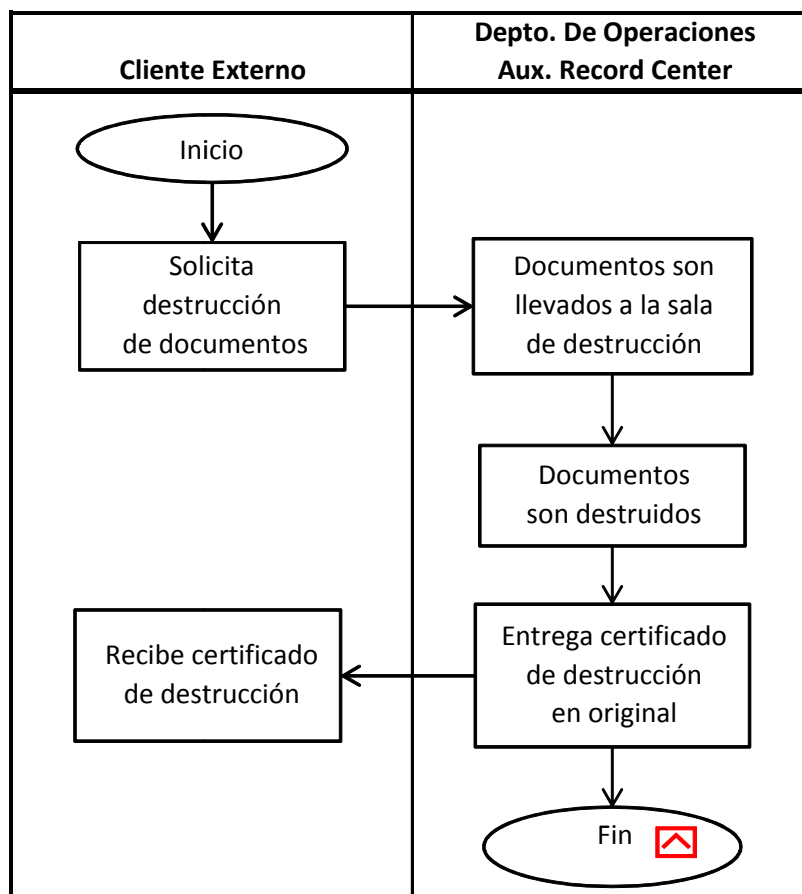 Cliente Externo
Depto. De Operaciones
Aux. Record Center
Inicio
Solicita
destrucción
de documentos
Documentos son
llevados a la sala
de destrucción
Documentos
son destruidos
Entrega certificado
de destrucción
en original
Recibe certificado
de destrucción
Fin